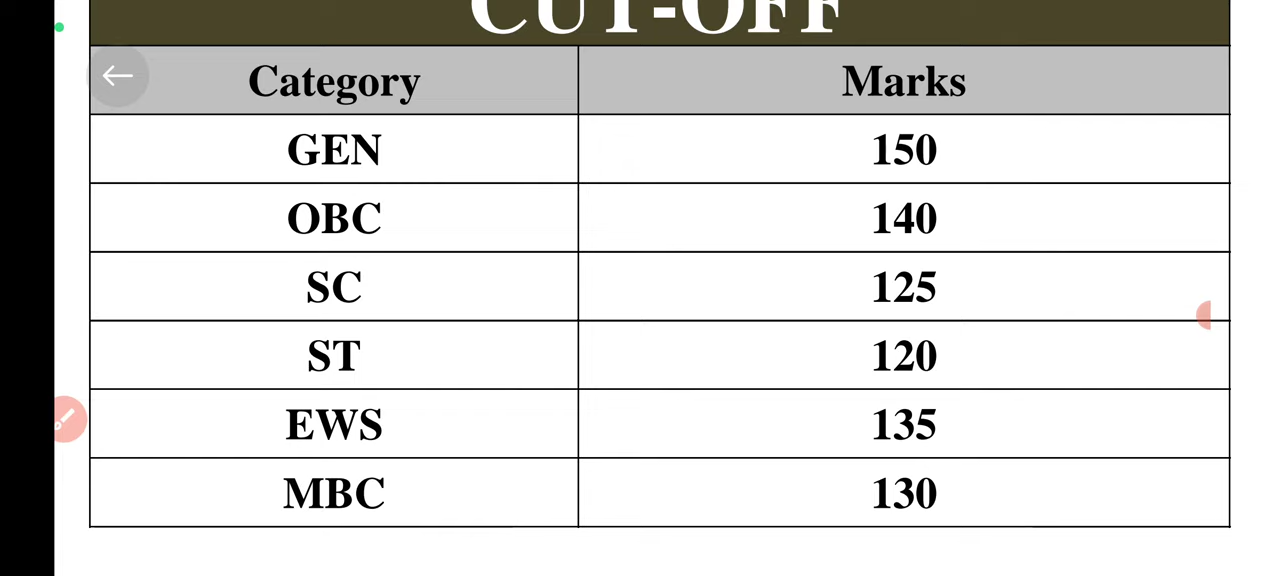 CUT-OFF
Category Marks
GEN 150
OBC 140
SC 125
ST 120
EWS 135
MBC 130